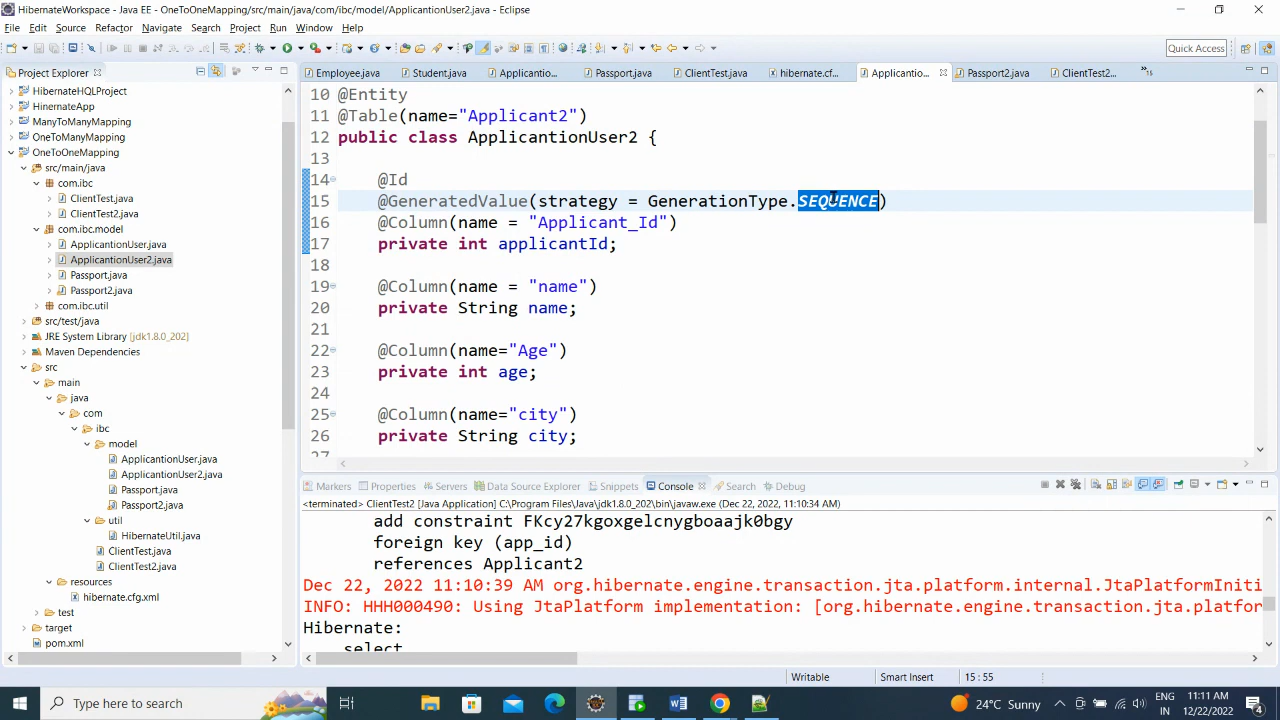 HibernateWorkspace - Java EE - OneToOneMapping/src/main/java/com/ibc/model/ApplicantionUser2.java - Eclipse
File Edit Source Refactor Navigate Search Project Run Window Help
Quick Access
Project Explorer
HibernateHQLProject
HinernateApp
ManyToManyMapping
OneToManyMapping
OneToOneMapping
src/main/java
com.ibc
ClientTest.java
ClientTest2.java
com.ibc.model
ApplicantionUser.java
ApplicantionUser2.java
Passport.java
Passport2.java
com.ibc.util
src/test/java
JRE System Library [jdk1.8.0_202]
Maven Dependencies
src
main
java
com
ibc
model
ApplicantionUser.java
ApplicantionUser2.java
Passport.java
Passport2.java
util
HibernateUtil.java
ClientTest.java
ClientTest2.java
resources
hibernate.cfg.xml
test
target
pom.xml
Employee.java Student.java Applicantio... Passport.java ClientTest.java hibernate.cf... Applicantio... Passport2.java ClientTest2... »15
10 @Entity
11 @Table(name="Applicant2")
12 public class ApplicantionUser2 {
13
14 @Id
15 @GeneratedValue(strategy = GenerationType.SEQUENCE)
16 @Column(name = "Applicant_Id")
17 private int applicantId;
18
19 @Column(name = "name")
20 private String name;
21
22 @Column(name="Age")
23 private int age;
24
25 @Column(name="city")
26 private String city;
27
Markers Properties Servers Data Source Explorer Snippets Console Search Debug
<terminated> ClientTest2 [Java Application] C:\Program Files\Java\jdk1.8.0_202\bin\javaw.exe (Dec 22, 2022, 11:10:34 AM)
add constraint FKcy27kgoxgelcnygboaajk0bgy
foreign key (app_id)
references Applicant2
Dec 22, 2022 11:10:39 AM org.hibernate.engine.transaction.jta.platform.internal.JtaPlatformIniti
INFO: HHH000490: Using JtaPlatform implementation: [org.hibernate.engine.transaction.jta.platfor
Hibernate:
select
Writable Smart Insert 15 : 55
Type here to search
24°C Sunny
ENG
IN
11:11 AM
12/22/2022
4